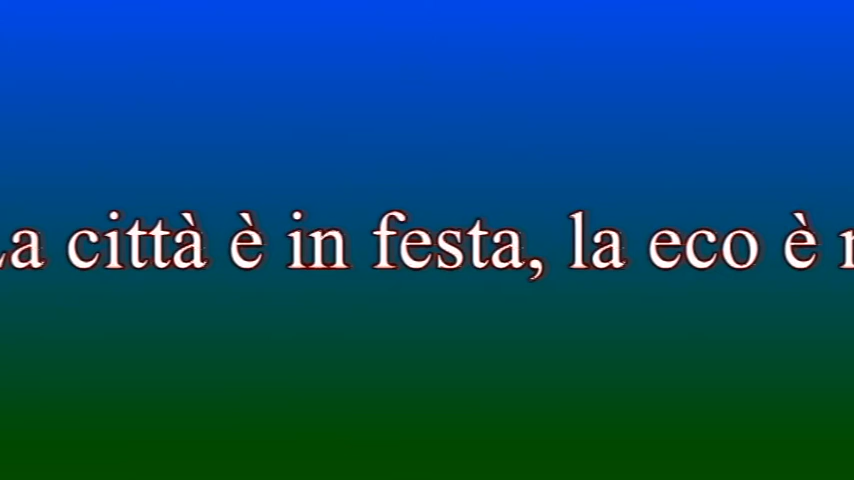 La città è in festa, la eco è